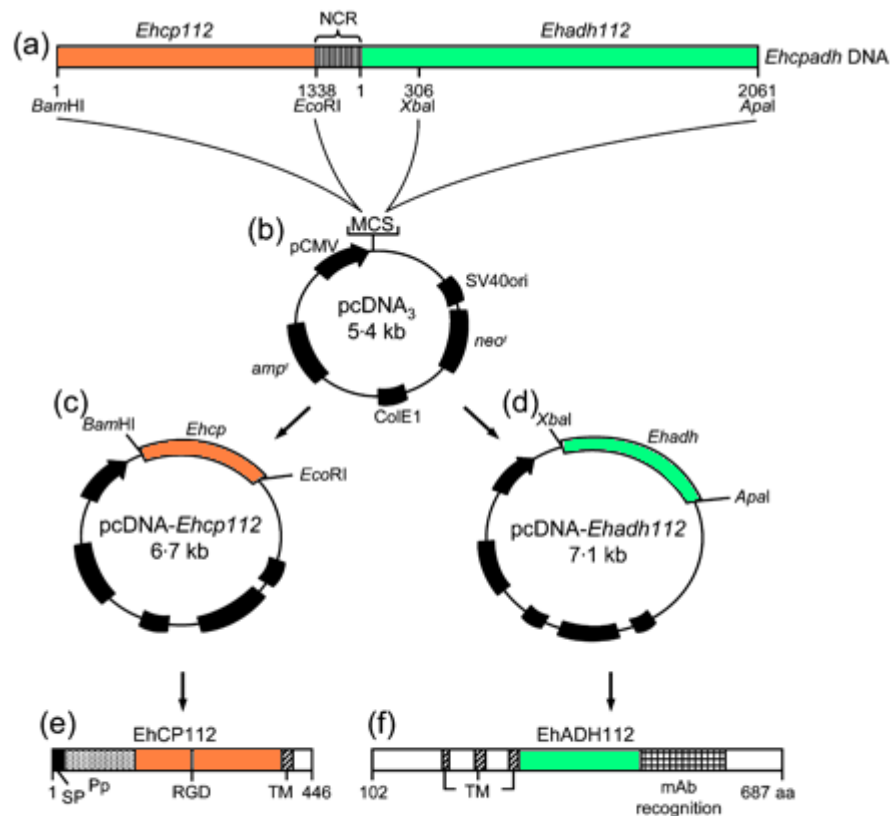 (a)
Ehcp112
NCR
Ehadh112
Ehcpadh DNA
1
1338
1
306
2061
BamHI
EcoRI
XbaI
ApaI
(b)
MCS
pCMV
SV40ori
pcDNA3
5·4 kb
neoʳ
ampʳ
ColE1
(c)
BamHI
Ehcp
EcoRI
pcDNA-Ehcp112
6·7 kb
(d)
XbaI
Ehadh
ApaI
pcDNA-Ehadh112
7·1 kb
(e)
EhCP112
1
SP
Pp
RGD
TM
446
(f)
EhADH112
102
TM
mAb
recognition
687 aa